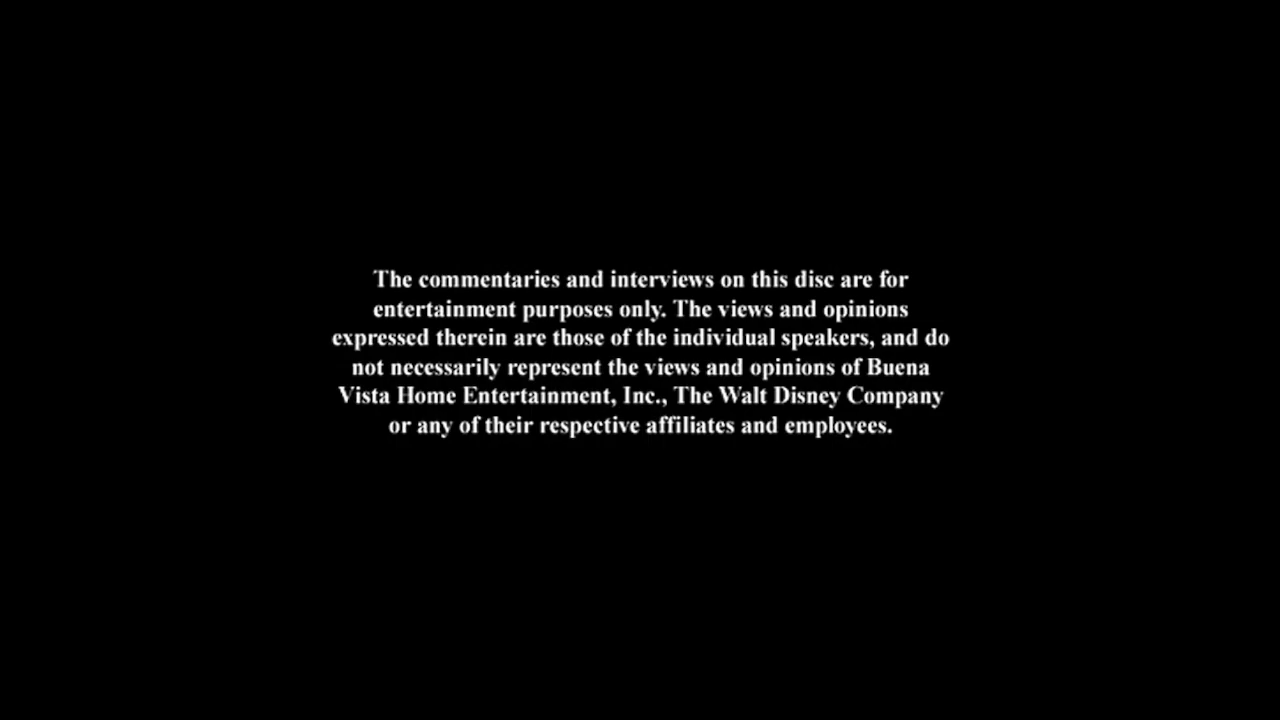 The commentaries and interviews on this disc are for
entertainment purposes only. The views and opinions
expressed therein are those of the individual speakers, and do
not necessarily represent the views and opinions of Buena
Vista Home Entertainment, Inc., The Walt Disney Company
or any of their respective affiliates and employees.